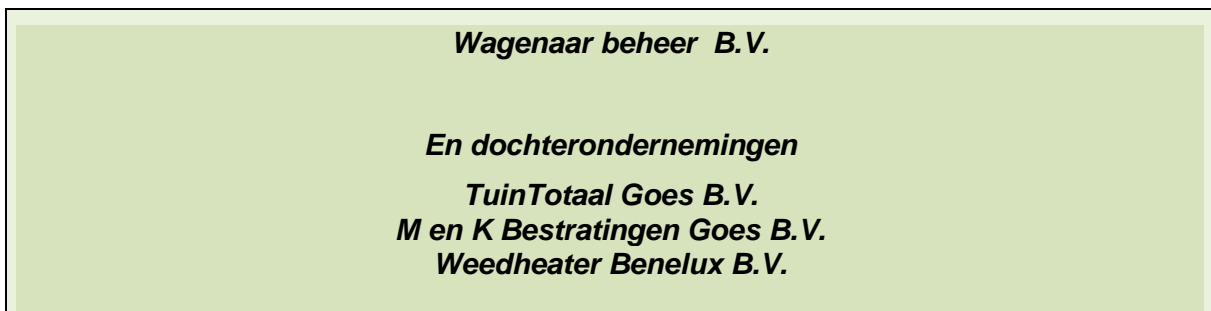 Wagenaar beheer B.V.
En dochterondernemingen
TuinTotaal Goes B.V.
M en K Bestratingen Goes B.V.
Weedheater Benelux B.V.